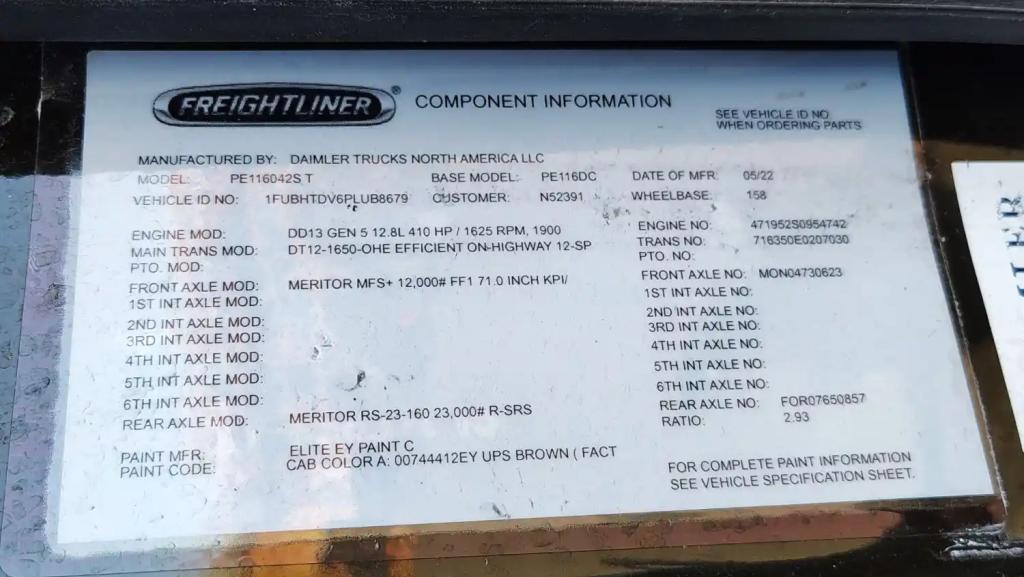 FREIGHTLINER® COMPONENT INFORMATION
SEE VEHICLE ID NO
WHEN ORDERING PARTS
MANUFACTURED BY: DAIMLER TRUCKS NORTH AMERICA LLC
MODEL: PE116042S T BASE MODEL: PE116DC DATE OF MFR: 05/22
VEHICLE ID NO: 1FUBHTDV6PLUB8679 CUSTOMER: N52391 WHEELBASE: 158
ENGINE MOD: DD13 GEN 5 12.8L 410 HP / 1625 RPM, 1900 ENGINE NO: 471952S0954742
MAIN TRANS MOD: DT12-1650-OHE EFFICIENT ON-HIGHWAY 12-SP TRANS NO: 716350E0207030
PTO. MOD: PTO. NO:
FRONT AXLE MOD: MERITOR MFS+ 12,000# FF1 71.0 INCH KPI/ FRONT AXLE NO: MON04730623
1ST INT AXLE MOD: 1ST INT AXLE NO:
2ND INT AXLE MOD: 2ND INT AXLE NO:
3RD INT AXLE MOD: 3RD INT AXLE NO:
4TH INT AXLE MOD: 4TH INT AXLE NO:
5TH INT AXLE MOD: 5TH INT AXLE NO:
6TH INT AXLE MOD: 6TH INT AXLE NO:
REAR AXLE MOD: MERITOR RS-23-160 23,000# R-SRS REAR AXLE NO: FOR07650857
RATIO: 2.93
PAINT MFR: ELITE EY PAINT C
PAINT CODE: CAB COLOR A: 00744412EY UPS BROWN ( FACT
FOR COMPLETE PAINT INFORMATION
SEE VEHICLE SPECIFICATION SHEET.